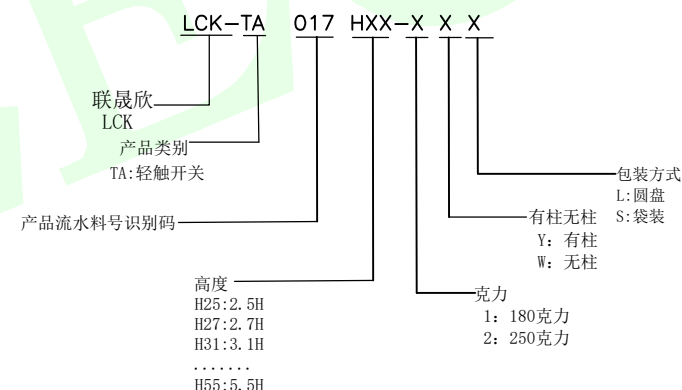 LCK-TA 017 HXX-X X X
联晟欣
LCK
产品类别
TA:轻触开关
包装方式
L:圆盘
S:袋装
产品流水料号识别码
有柱无柱
Y: 有柱
W: 无柱
高度
H25:2.5H
H27:2.7H
H31:3.1H
.......
H55:5.5H
克力
1: 180克力
2: 250克力